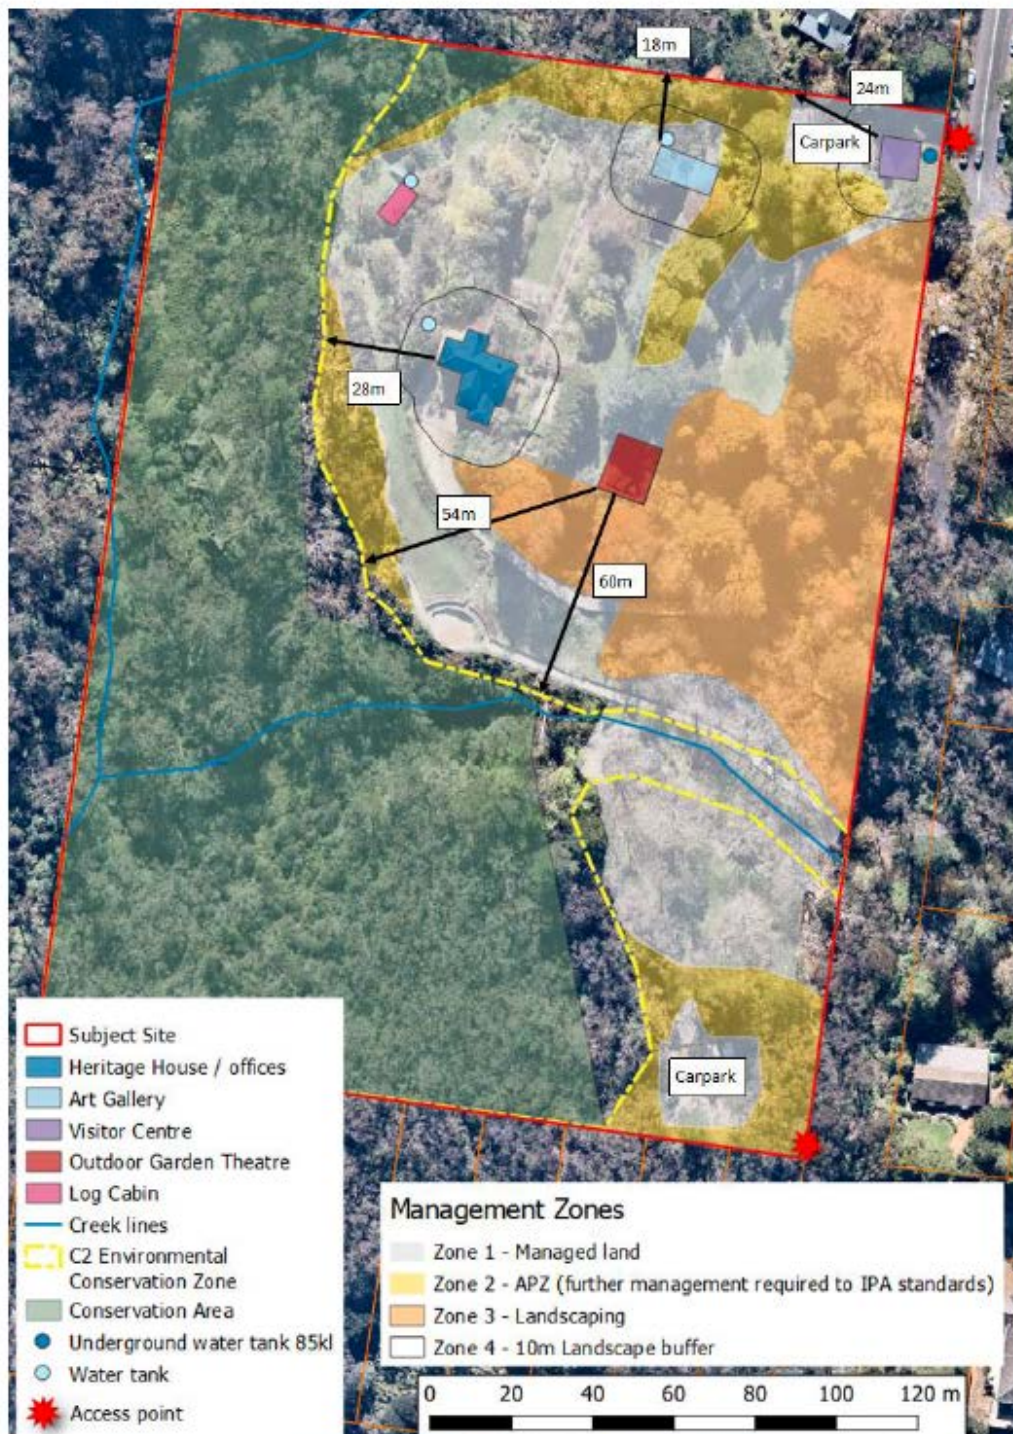 18m
24m
Carpark
28m
54m
60m
Carpark
Subject Site
Heritage House / offices
Art Gallery
Visitor Centre
Outdoor Garden Theatre
Log Cabin
Creek lines
C2 Environmental
Conservation Zone
Conservation Area
Underground water tank 85kl
Water tank
Access point
Management Zones
Zone 1 - Managed land
Zone 2 - APZ (further management required to IPA standards)
Zone 3 - Landscaping
Zone 4 - 10m Landscape buffer
0 20 40 60 80 100 120 m